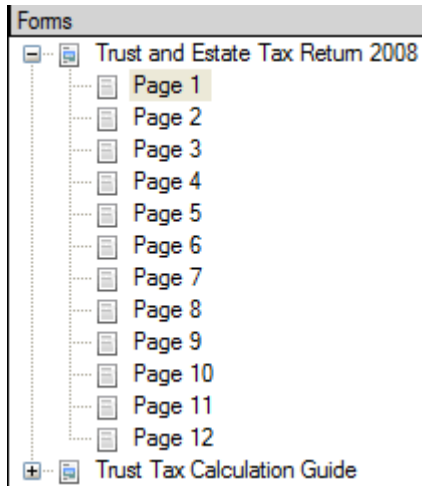 Forms
Trust and Estate Tax Return 2008
Page 1
Page 2
Page 3
Page 4
Page 5
Page 6
Page 7
Page 8
Page 9
Page 10
Page 11
Page 12
Trust Tax Calculation Guide